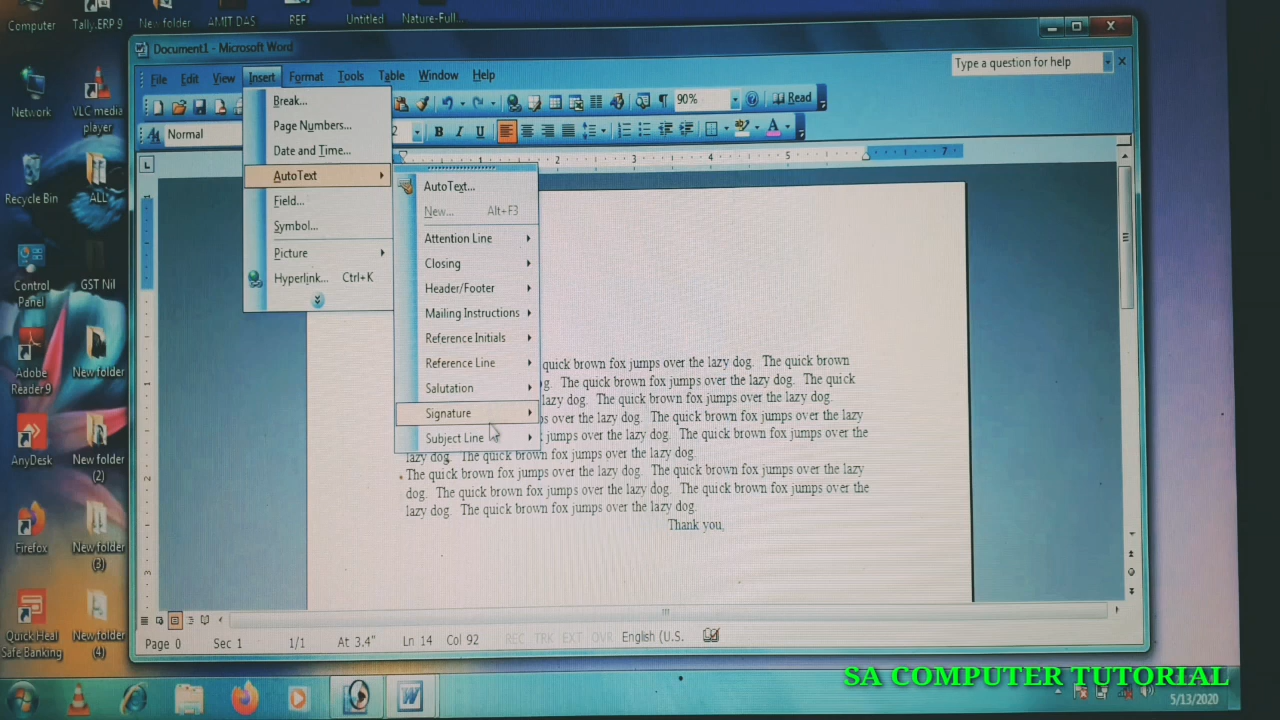 Computer
Tally.ERP 9
New folder
AMIT DAS
REF
Untitled
Nature-Full...
Document1 - Microsoft Word
File Edit View Insert Format Tools Table Window Help
Type a question for help
90%
Read
Normal
2
B I U
1 2 3 4 5 7
Break...
Page Numbers...
Date and Time...
AutoText
Field...
Symbol...
Picture
Hyperlink... Ctrl+K
AutoText...
New... Alt+F3
Attention Line
Closing
Header/Footer
Mailing Instructions
Reference Initials
Reference Line
Salutation
Signature
Subject Line
quick brown fox jumps over the lazy dog. The quick brown
g. The quick brown fox jumps over the lazy dog. The quick
lazy dog. The quick brown fox jumps over the lazy dog.
ps over the lazy dog. The quick brown fox jumps over the lazy
jumps over the lazy dog. The quick brown fox jumps over the
lazy dog. The quick brown fox jumps over the lazy dog.
The quick brown fox jumps over the lazy dog. The quick brown fox jumps over the lazy
dog. The quick brown fox jumps over the lazy dog. The quick brown fox jumps over the
lazy dog. The quick brown fox jumps over the lazy dog.
Thank you,
Page 0 Sec 1 1/1 At 3.4" Ln 14 Col 92 REC TRK EXT OVR English (U.S.
Network
VLC media player
Recycle Bin
ALL
Control Panel
GST Nil
Adobe Reader 9
New folder
AnyDesk
New folder (2)
Firefox
New folder (3)
Quick Heal Safe Banking
New folder (4)
SA COMPUTER TUTORIAL
5/13/2020